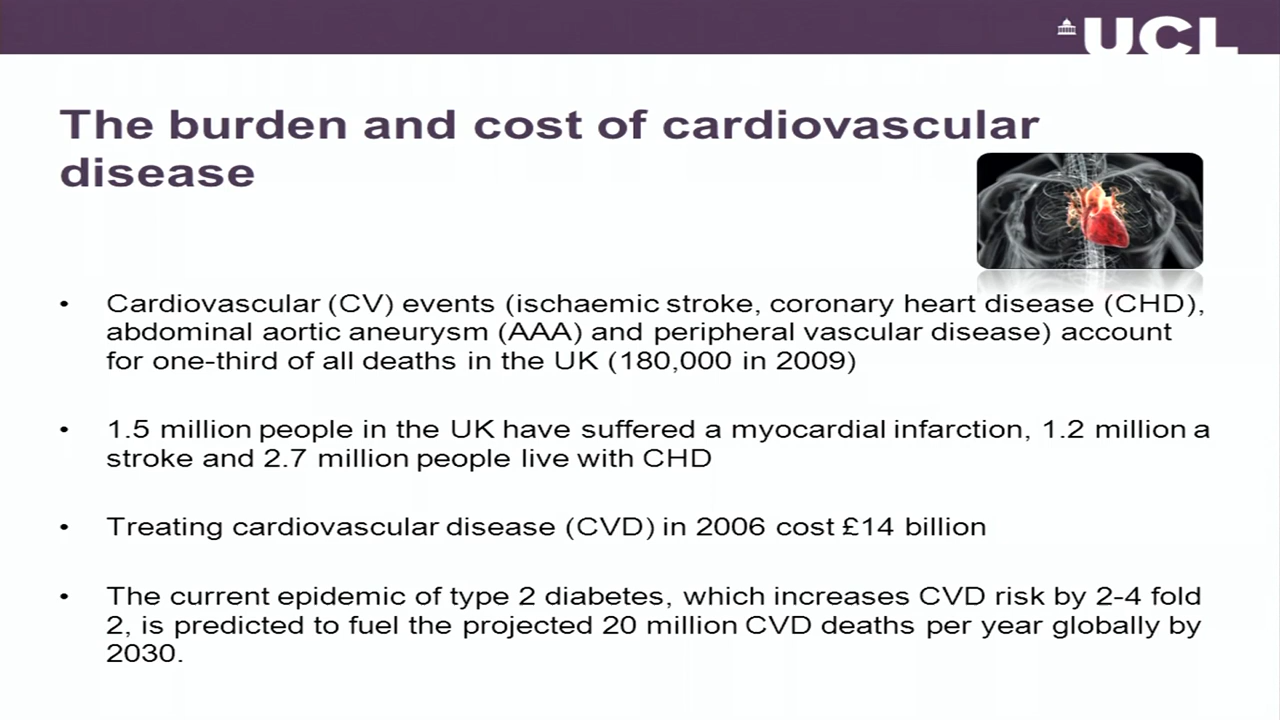 UCL
The burden and cost of cardiovascular
disease
• Cardiovascular (CV) events (ischaemic stroke, coronary heart disease (CHD),
abdominal aortic aneurysm (AAA) and peripheral vascular disease) account
for one-third of all deaths in the UK (180,000 in 2009)
• 1.5 million people in the UK have suffered a myocardial infarction, 1.2 million a
stroke and 2.7 million people live with CHD
• Treating cardiovascular disease (CVD) in 2006 cost £14 billion
• The current epidemic of type 2 diabetes, which increases CVD risk by 2-4 fold
2, is predicted to fuel the projected 20 million CVD deaths per year globally by
2030.